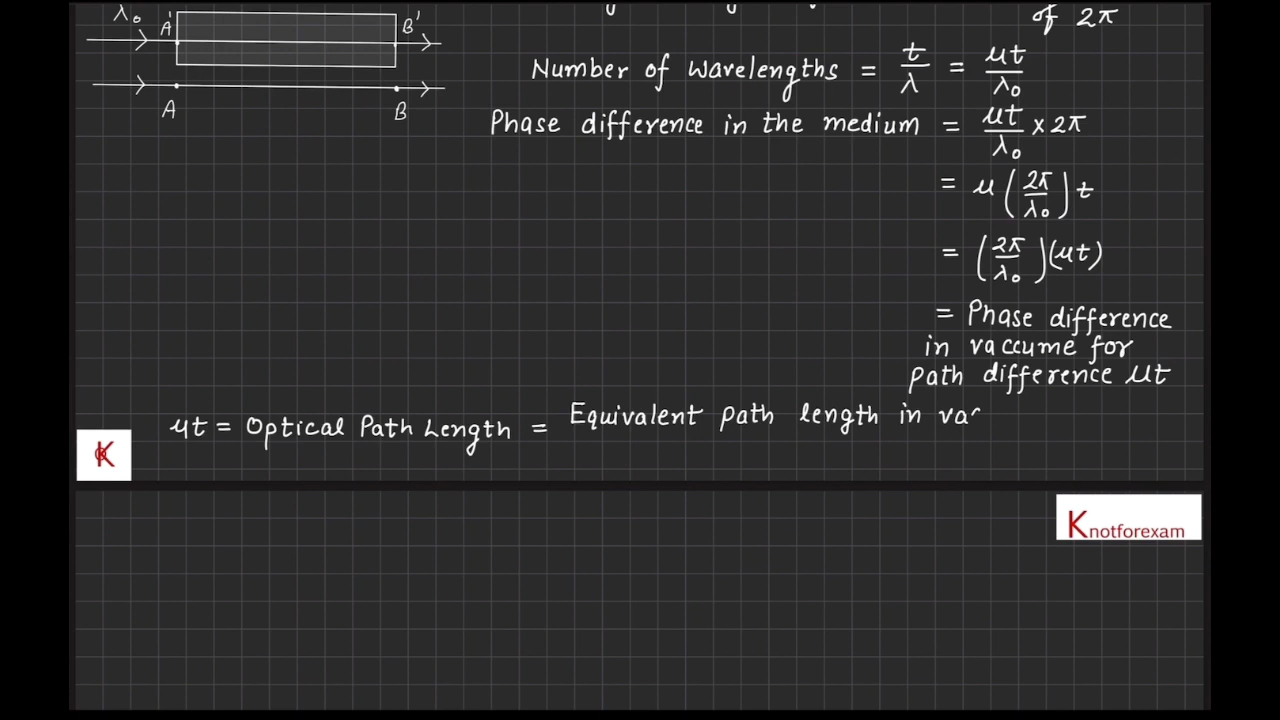 of 2π
λ₀
A'
B'
Number of Wavelengths = t/λ = μt/λ₀
A
B
Phase difference in the medium = μt/λ₀ × 2π
= μ (2π/λ₀) t
= (2π/λ₀)(μt)
= Phase difference
in vaccume for
path difference μt
μt = Optical Path Length = Equivalent path length in va
K
Knotforexam